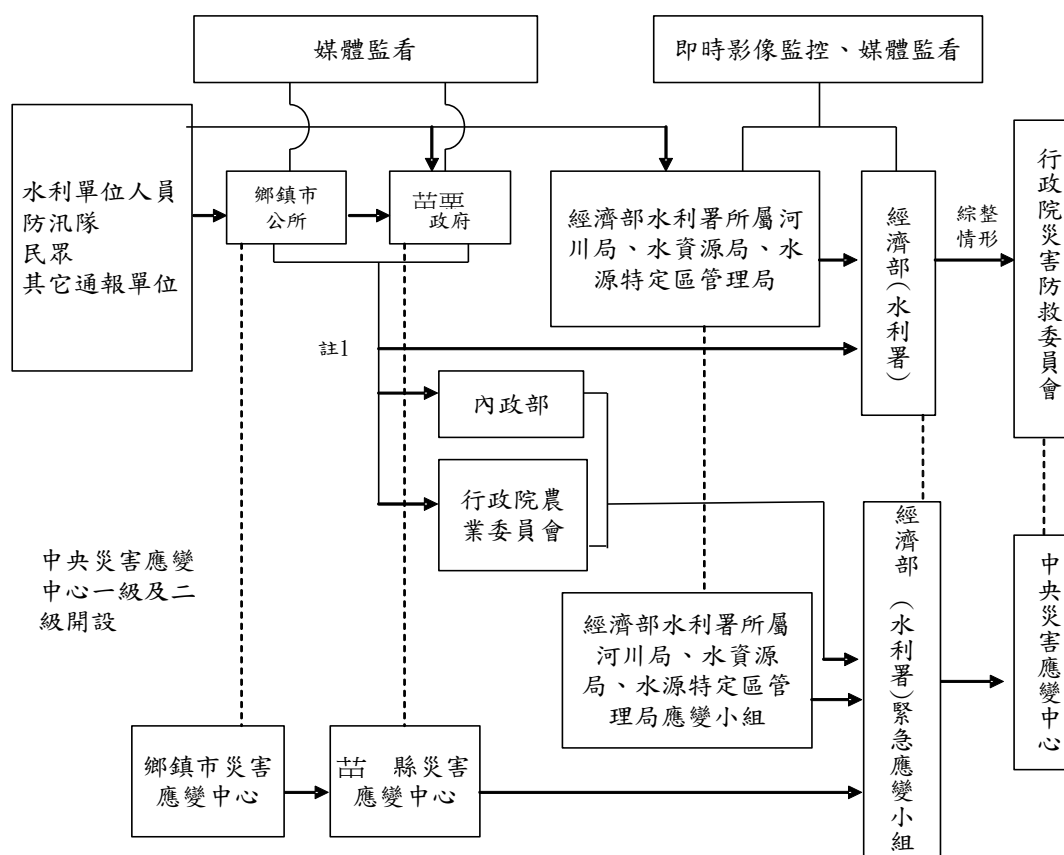 媒體監看
即時影像監控、媒體監看
水利單位人員
防汛隊
民眾
其它通報單位
鄉鎮市
公所
苗栗
政府
經濟部水利署所屬河
川局、水資源局、水
源特定區管理局
經濟部(水利署)
綜整
情形
行政院災害防救委員會
註1
內政部
行政院農
業委員會
中央災害應變
中心一級及二
級開設
經濟部水利署所屬
河川局、水資源
局、水源特定區管
理局應變小組
經濟部 (水利署)緊急應變小組
中央災害應變中心
鄉鎮市災害
應變中心
苗 縣災害
應變中心